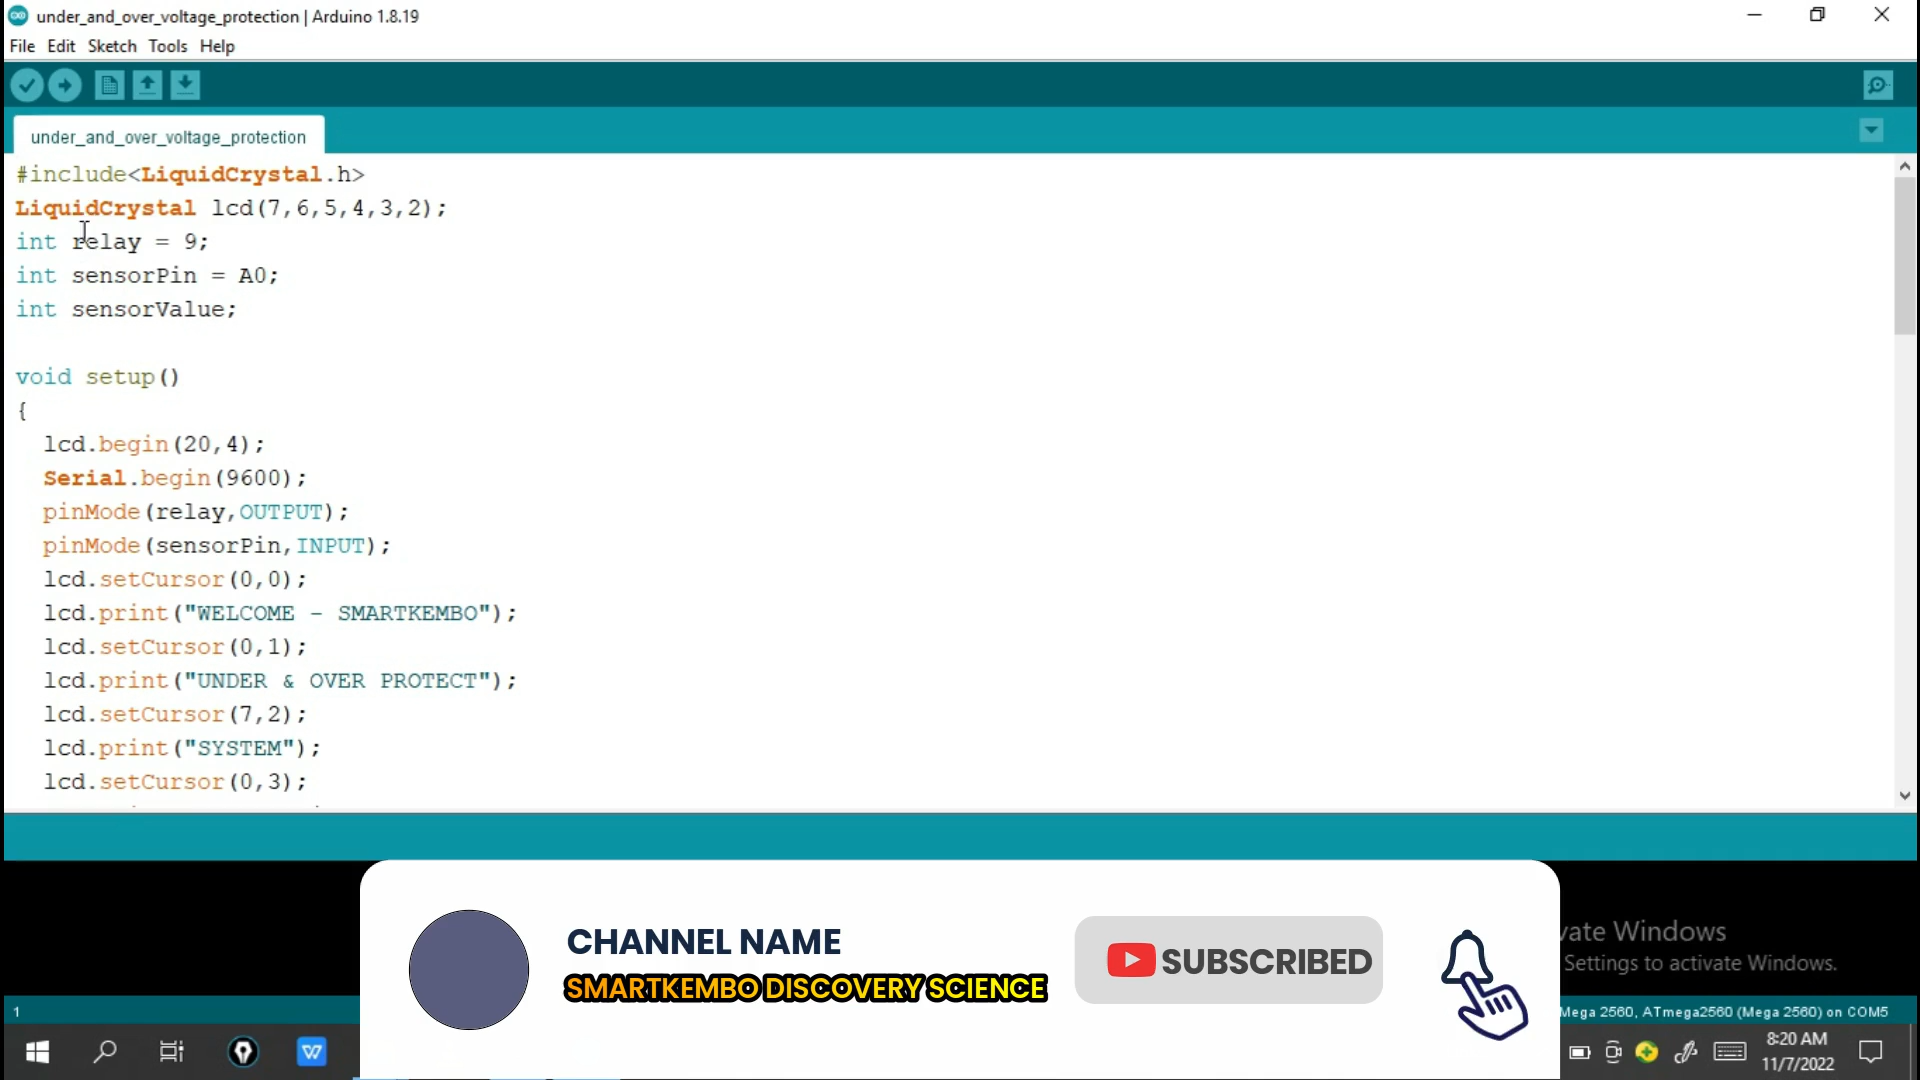 under_and_over_voltage_protection | Arduino 1.8.19
File Edit Sketch Tools Help
under_and_over_voltage_protection
#include<LiquidCrystal.h>
LiquidCrystal lcd(7,6,5,4,3,2);
int relay = 9;
int sensorPin = A0;
int sensorValue;
void setup()
{
lcd.begin(20,4);
Serial.begin(9600);
pinMode(relay,OUTPUT);
pinMode(sensorPin,INPUT);
lcd.setCursor(0,0);
lcd.print("WELCOME - SMARTKEMBO");
lcd.setCursor(0,1);
lcd.print("UNDER & OVER PROTECT");
lcd.setCursor(7,2);
lcd.print("SYSTEM");
lcd.setCursor(0,3);
CHANNEL NAME
SMARTKEMBO DISCOVERY SCIENCE
SUBSCRIBED
vate Windows
Settings to activate Windows.
1
Mega 2560, ATmega2560 (Mega 2560) on COM5
W
8:20 AM
11/7/2022